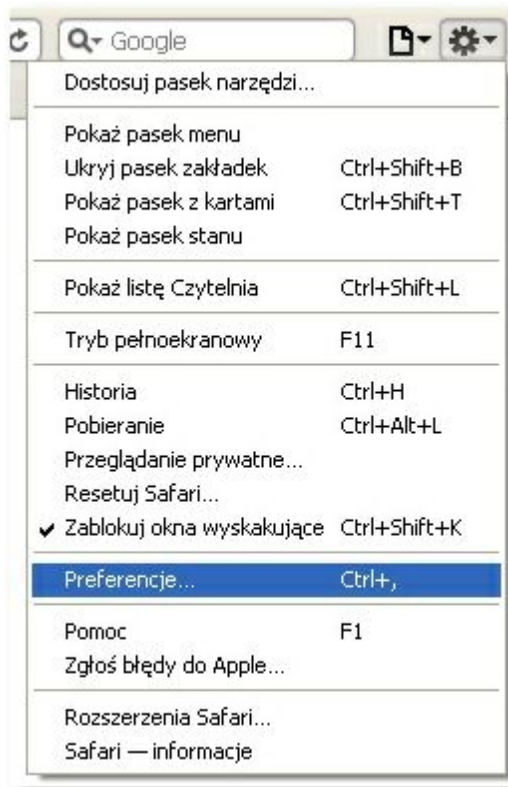 Google
Dostosuj pasek narzędzi...
Pokaż pasek menu
Ukryj pasek zakładek Ctrl+Shift+B
Pokaż pasek z kartami Ctrl+Shift+T
Pokaż pasek stanu
Pokaż listę Czytelnia Ctrl+Shift+L
Tryb pełnoekranowy F11
Historia Ctrl+H
Pobieranie Ctrl+Alt+L
Przeglądanie prywatne...
Resetuj Safari...
Zablokuj okna wyskakujące Ctrl+Shift+K
Preferencje... Ctrl+,
Pomoc F1
Zgłoś błędy do Apple...
Rozszerzenia Safari...
Safari — informacje